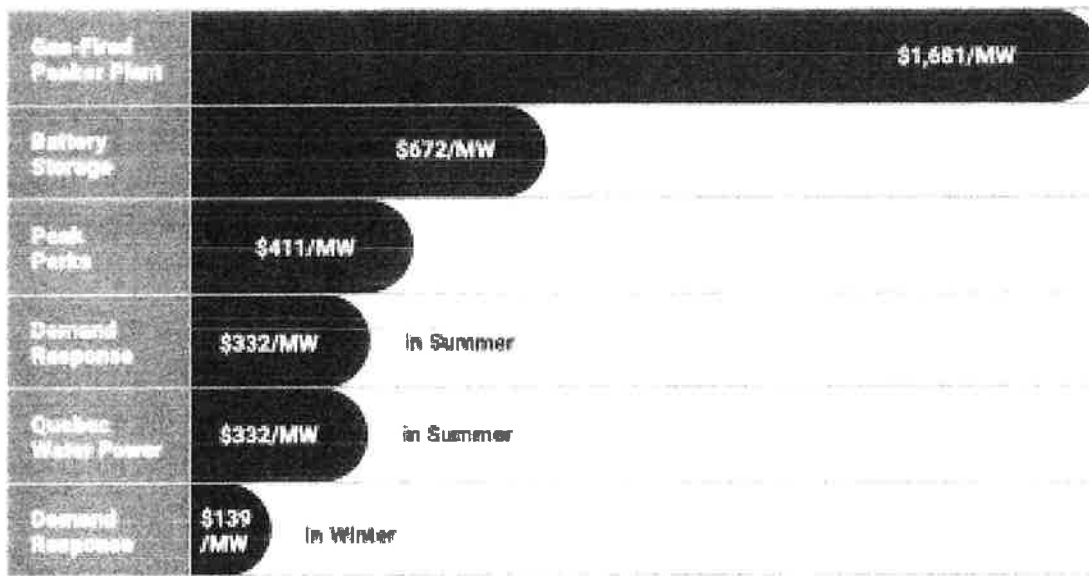 Gas-Fired
Peaker Plant
$1,681/MW
Battery
Storage
$672/MW
Peak
Perks
$411/MW
Demand
Response
$332/MW
in Summer
Quebec
Water Power
$332/MW
in Summer
Demand
Response
$139
/MW
in Winter